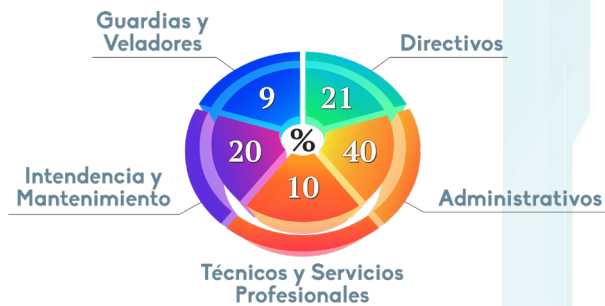 Guardias y
Veladores
Directivos
9
21
%
20
40
10
Intendencia y
Mantenimiento
Administrativos
Técnicos y Servicios
Profesionales